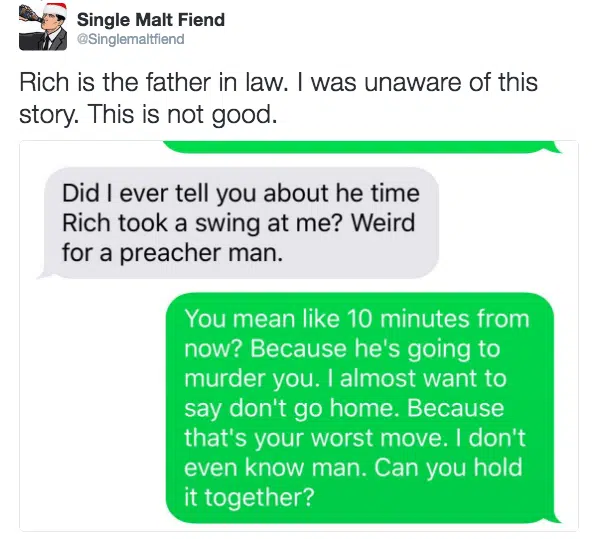 Single Malt Fiend
@Singlemaltfiend
Rich is the father in law. I was unaware of this
story. This is not good.
Did I ever tell you about he time
Rich took a swing at me? Weird
for a preacher man.
You mean like 10 minutes from
now? Because he's going to
murder you. I almost want to
say don't go home. Because
that's your worst move. I don't
even know man. Can you hold
it together?